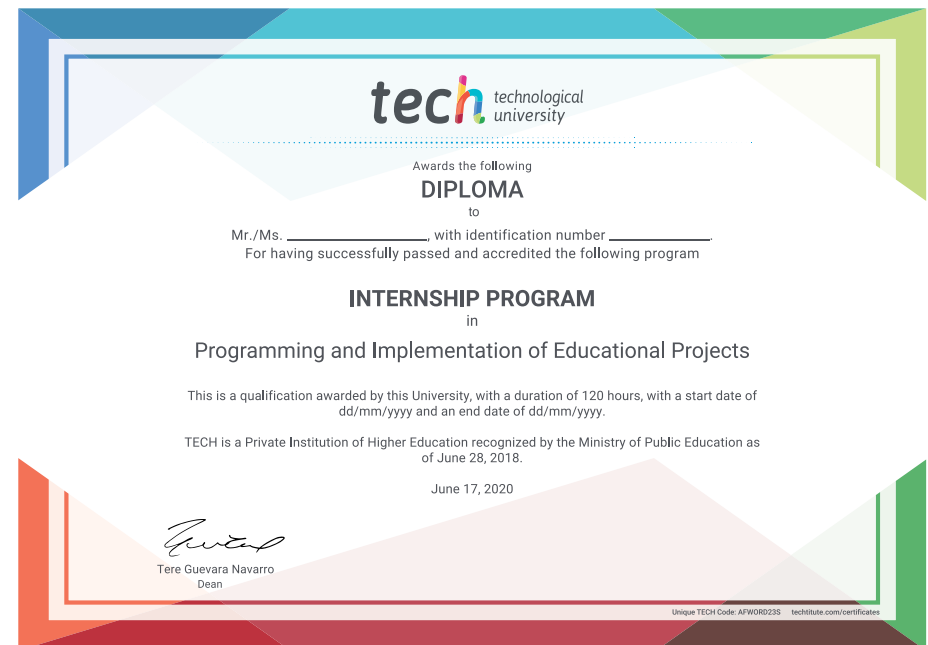 tech technological
university
Awards the following
DIPLOMA
to
Mr./Ms. ____________, with identification number ____________.
For having successfully passed and accredited the following program
INTERNSHIP PROGRAM
in
Programming and Implementation of Educational Projects
This is a qualification awarded by this University, with a duration of 120 hours, with a start date of
dd/mm/yyyy and an end date of dd/mm/yyyy.
TECH is a Private Institution of Higher Education recognized by the Ministry of Public Education as
of June 28, 2018.
June 17, 2020
Tere Guevara Navarro
Dean
Unique TECH Code: AFWORD23S techtitute.com/certificates